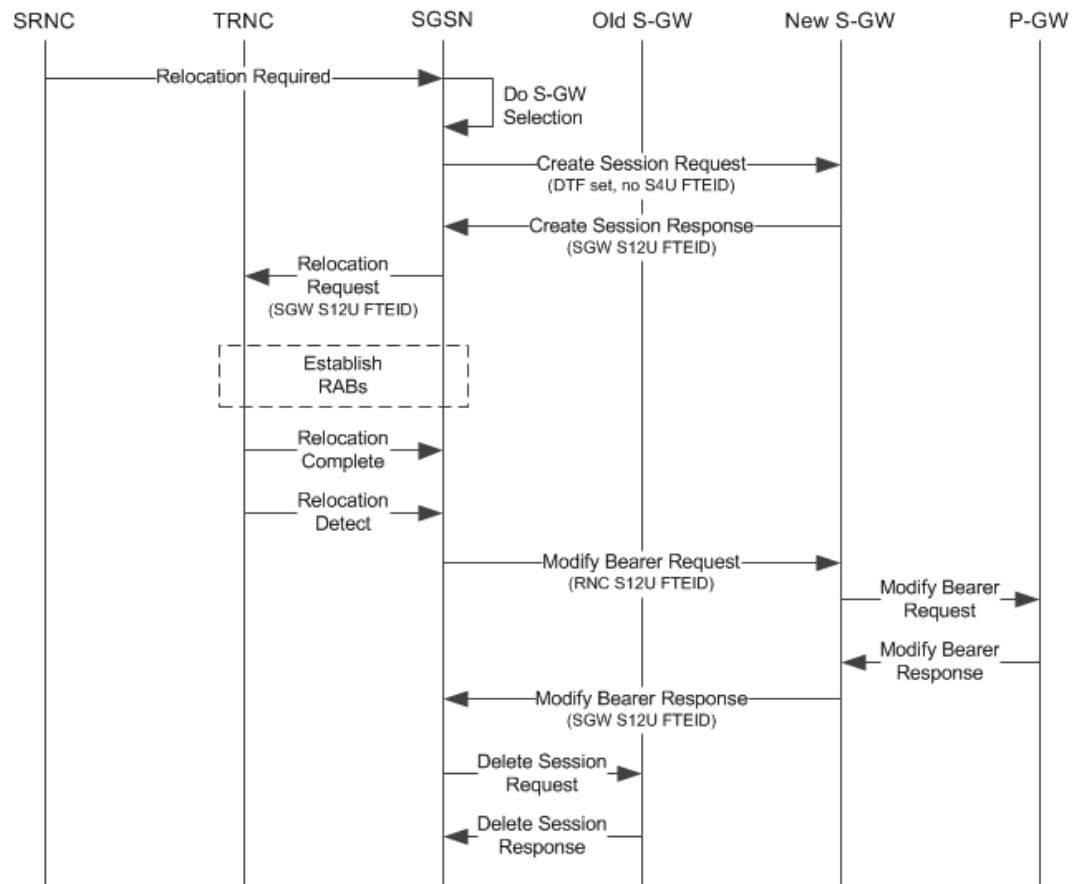 SRNC TRNC SGSN Old S-GW New S-GW P-GW
Relocation Required
Do S-GW
Selection
Create Session Request
(DTF set, no S4U FTEID)
Create Session Response
(SGW S12U FTEID)
Relocation
Request
(SGW S12U FTEID)
Establish
RABs
Relocation
Complete
Relocation
Detect
Modify Bearer Request
(RNC S12U FTEID)
Modify Bearer
Request
Modify Bearer
Response
Modify Bearer Response
(SGW S12U FTEID)
Delete Session
Request
Delete Session
Response